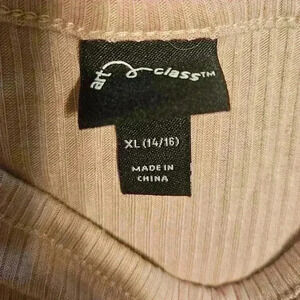 art class™
XL (14/16)
MADE IN
CHINA